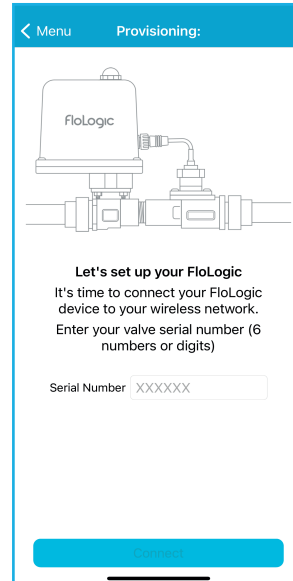 Menu Provisioning:
FloLogic
Let's set up your FloLogic
It's time to connect your FloLogic
device to your wireless network.
Enter your valve serial number (6
numbers or digits)
Serial Number XXXXXX
Connect